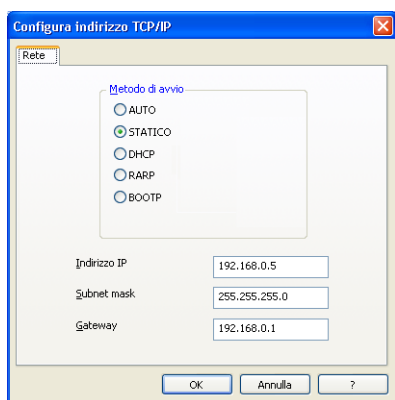 Configura indirizzo TCP/IP
Rete
Metodo di avvio
AUTO
STATICO
DHCP
RARP
BOOTP
Indirizzo IP 192.168.0.5
Subnet mask 255.255.255.0
Gateway 192.168.0.1
OK Annulla ?